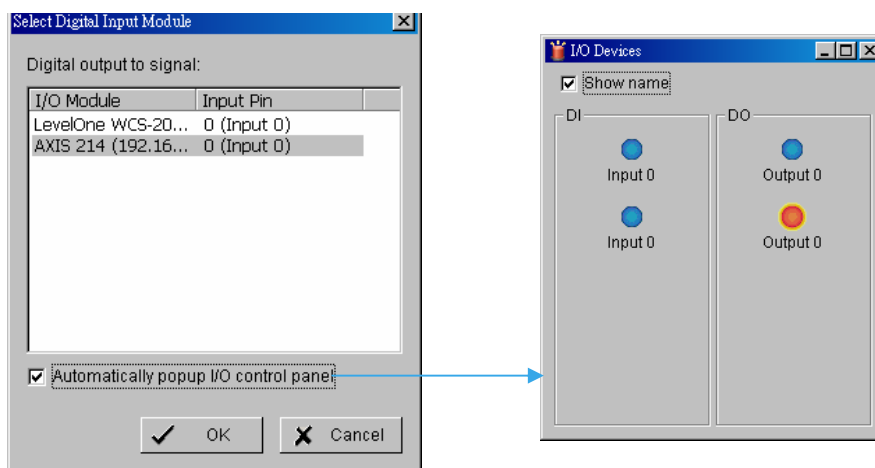 Select Digital Input Module
Digital output to signal:
I/O Module Input Pin
LevelOne WCS-20... 0 (Input 0)
AXIS 214 (192.16... 0 (Input 0)
Automatically popup I/O control panel
OK Cancel
I/O Devices
Show name
DI DO
Input 0 Output 0
Input 0 Output 0